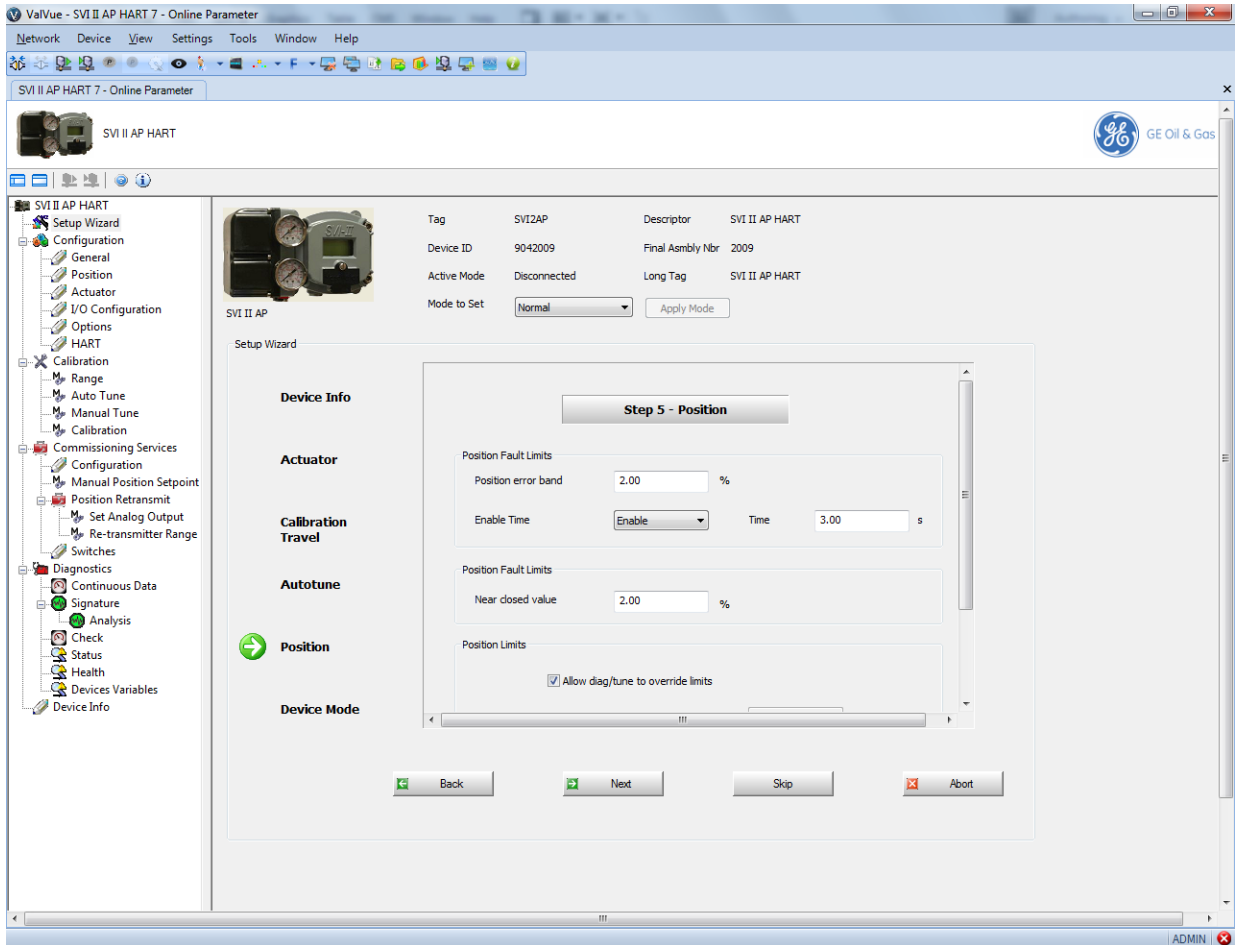 ValVue - SVI II AP HART 7 - Online Parameter
Network Device View Settings Tools Window Help
SVI II AP HART 7 - Online Parameter
SVI II AP HART
GE Oil & Gas
SVI II AP HART
Setup Wizard
Configuration
General
Position
Actuator
I/O Configuration
Options
HART
Calibration
Range
Auto Tune
Manual Tune
Calibration
Commissioning Services
Configuration
Manual Position Setpoint
Position Retransmit
Set Analog Output
Re-transmitter Range
Switches
Diagnostics
Continuous Data
Signature
Analysis
Check
Status
Health
Devices Variables
Device Info
SVI II AP
Tag SVI2AP Descriptor SVI II AP HART
Device ID 9042009 Final Asmbly Nbr 2009
Active Mode Disconnected Long Tag SVI II AP HART
Mode to Set Normal Apply Mode
Setup Wizard
Device Info
Actuator
Calibration
Travel
Autotune
Position
Device Mode
Step 5 - Position
Position Fault Limits
Position error band 2.00 %
Enable Time Enable Time 3.00 s
Position Fault Limits
Near closed value 2.00 %
Position Limits
Allow diag/tune to override limits
Back Next Skip Abort
ADMIN